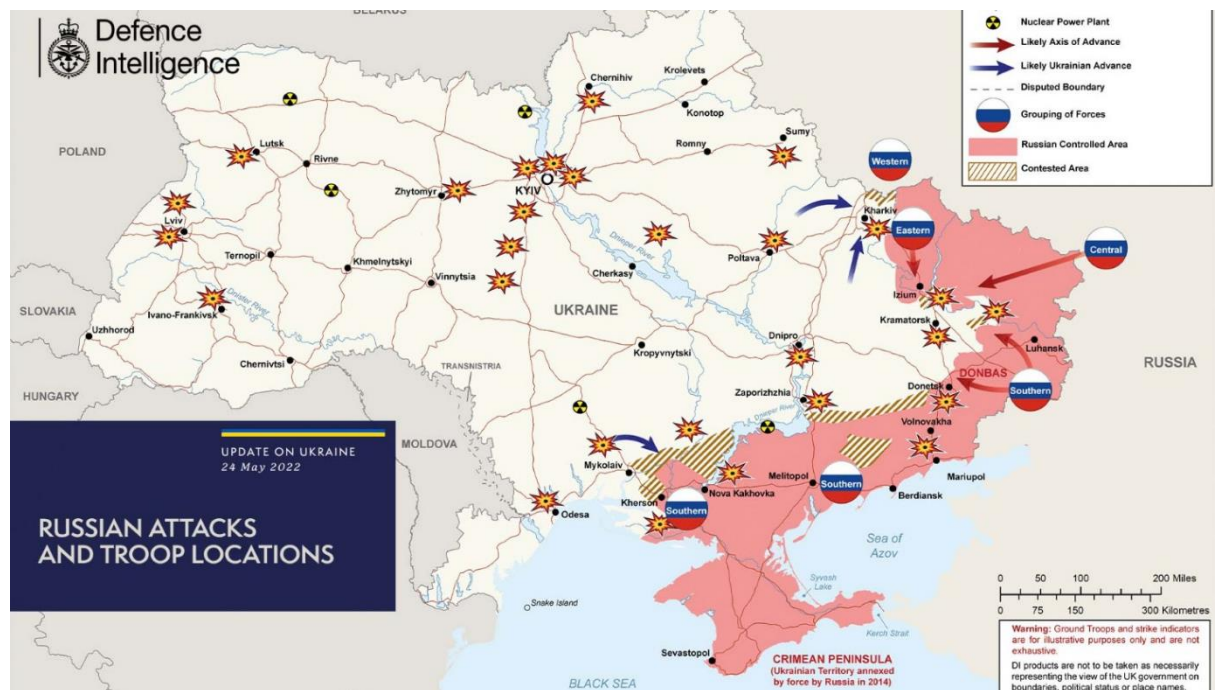 BELARUS
Defence
Intelligence
Nuclear Power Plant
Likely Axis of Advance
Likely Ukrainian Advance
Disputed Boundary
Grouping of Forces
Russian Controlled Area
Contested Area
Chernihiv
Krolevets
Konotop
POLAND
Lutsk
Rivne
Romny
Sumy
Western
KYIV
Zhytomyr
Lviv
Kharkiv
Eastern
Central
Ternopil
Khmelnytskyi
Vinnytsia
Dnieper River
Cherkasy
Poltava
Izium
SLOVAKIA
Uzhhorod
Ivano-Frankivsk
Dniester River
UKRAINE
Kramatorsk
Chernivtsi
TRANSNISTRIA
Kropyvnytski
Dnipro
Luhansk
RUSSIA
DONBAS
HUNGARY
Zaporizhzhia
Donetsk
Southern
Dnieper River
Volnovakha
MOLDOVA
UPDATE ON UKRAINE
24 May 2022
Mykolaiv
Melitopol
Mariupol
Kherson
Nova Kakhovka
Southern
Berdiansk
Southern
Odesa
RUSSIAN ATTACKS
AND TROOP LOCATIONS
Sea of
Azov
Snake Island
Syvash
Lake
Kerch Strait
0 50 100 200 Miles
0 75 150 300 Kilometres
Sevastopol
CRIMEAN PENINSULA
(Ukrainian Territory annexed
by force by Russia in 2014)
BLACK SEA
Warning: Ground Troops and strike indicators
are for illustrative purposes only and are not
exhaustive.
DI products are not to be taken as necessarily
representing the view of the UK government on
boundaries, political status or place names.